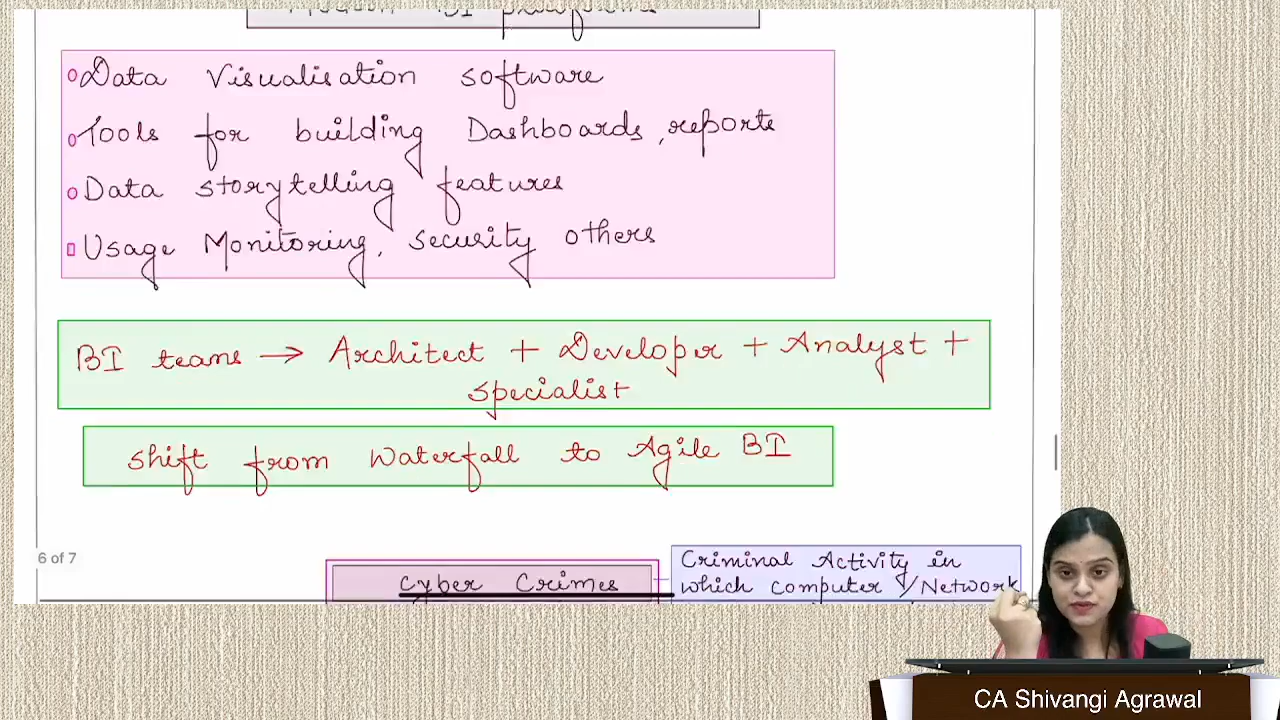 Data Visualisation software
Tools for building Dashboards, reports
Data storytelling features
Usage Monitoring, security others
BI teams → Architect + Developer + Analyst +
specialist
shift from Waterfall to Agile BI
6 of 7
Cyber Crimes
Criminal Activity in
which Computer / Network
CA Shivangi Agrawal